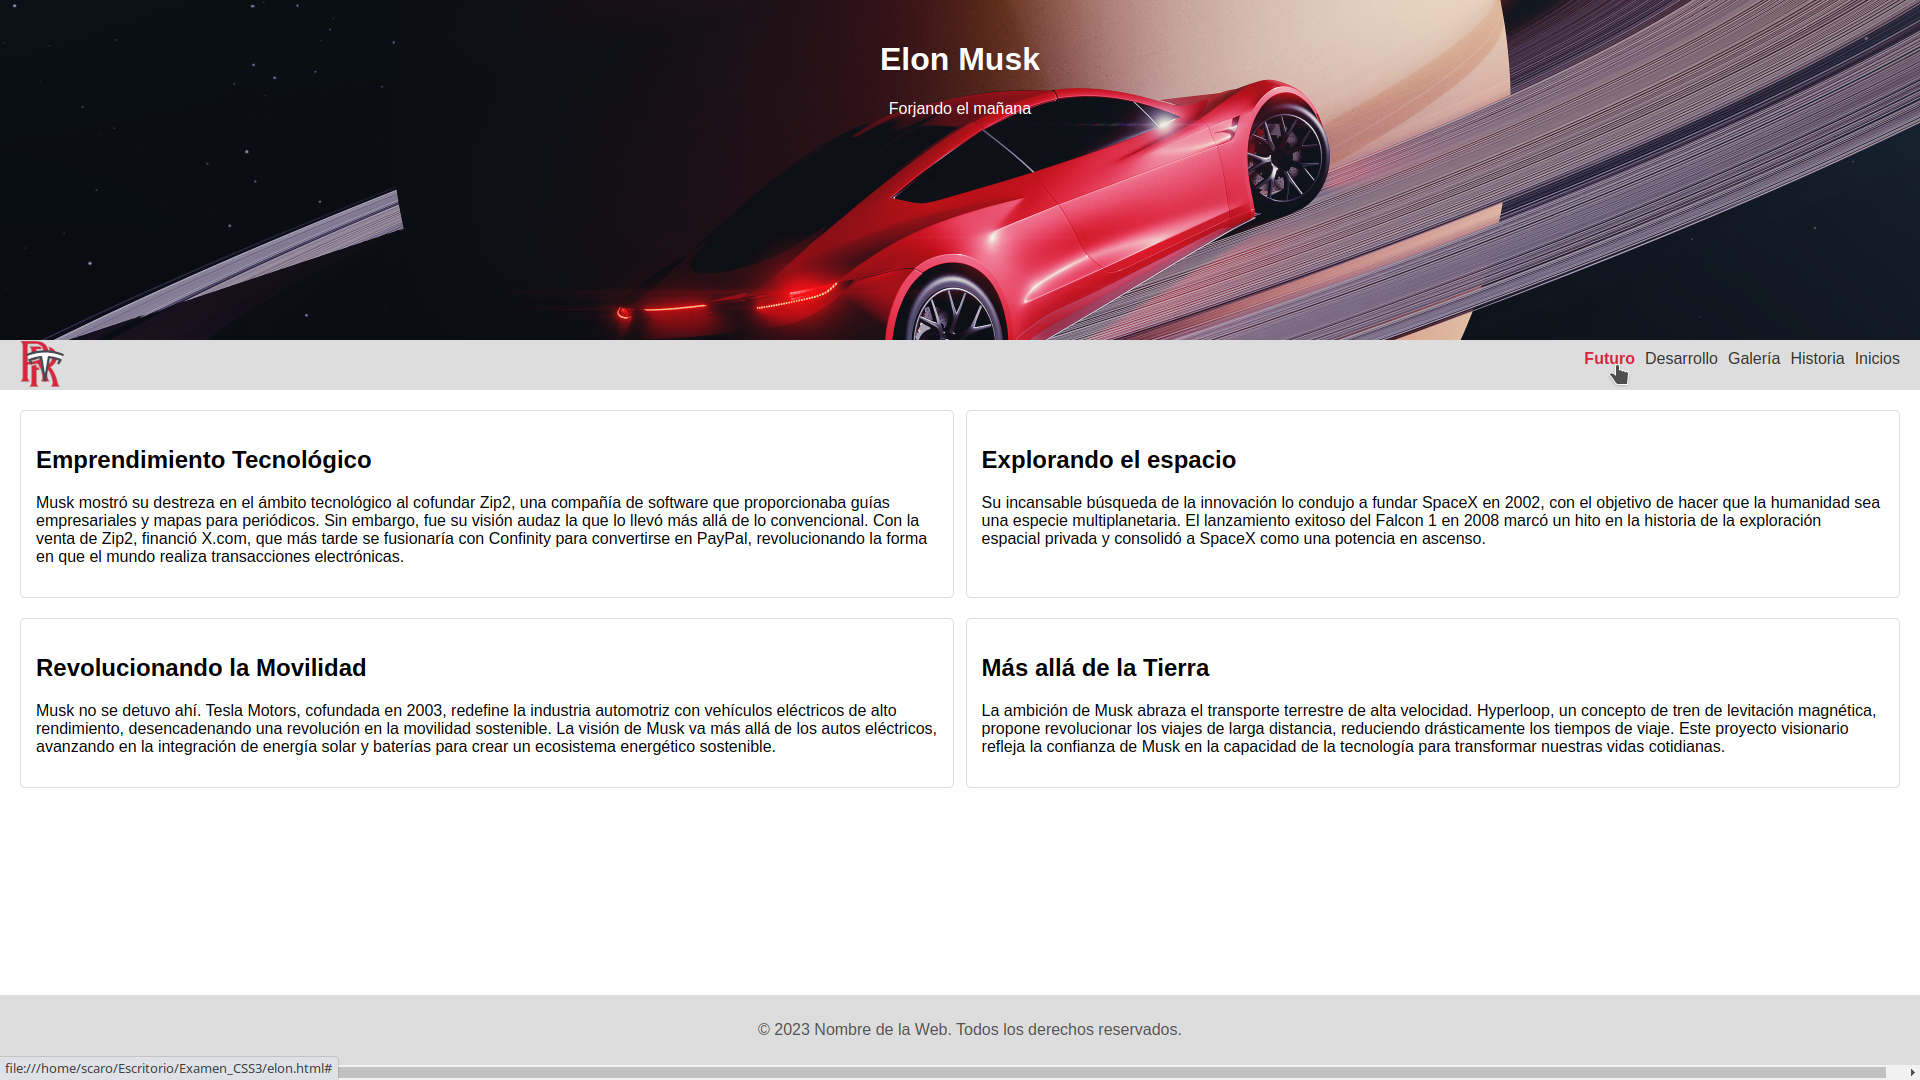 Elon Musk
Forjando el mañana
RR
T
Futuro Desarrollo Galería Historia Inicios
Emprendimiento Tecnológico
Musk mostró su destreza en el ámbito tecnológico al cofundar Zip2, una compañía de software que proporcionaba guías
empresariales y mapas para periódicos. Sin embargo, fue su visión audaz la que lo llevó más allá de lo convencional. Con la
venta de Zip2, financió X.com, que más tarde se fusionaría con Confinity para convertirse en PayPal, revolucionando la forma
en que el mundo realiza transacciones electrónicas.
Explorando el espacio
Su incansable búsqueda de la innovación lo condujo a fundar SpaceX en 2002, con el objetivo de hacer que la humanidad sea
una especie multiplanetaria. El lanzamiento exitoso del Falcon 1 en 2008 marcó un hito en la historia de la exploración
espacial privada y consolidó a SpaceX como una potencia en ascenso.
Revolucionando la Movilidad
Musk no se detuvo ahí. Tesla Motors, cofundada en 2003, redefine la industria automotriz con vehículos eléctricos de alto
rendimiento, desencadenando una revolución en la movilidad sostenible. La visión de Musk va más allá de los autos eléctricos,
avanzando en la integración de energía solar y baterías para crear un ecosistema energético sostenible.
Más allá de la Tierra
La ambición de Musk abraza el transporte terrestre de alta velocidad. Hyperloop, un concepto de tren de levitación magnética,
propone revolucionar los viajes de larga distancia, reduciendo drásticamente los tiempos de viaje. Este proyecto visionario
refleja la confianza de Musk en la capacidad de la tecnología para transformar nuestras vidas cotidianas.
© 2023 Nombre de la Web. Todos los derechos reservados.
file:///home/scaro/Escritorio/Examen_CSS3/elon.html#